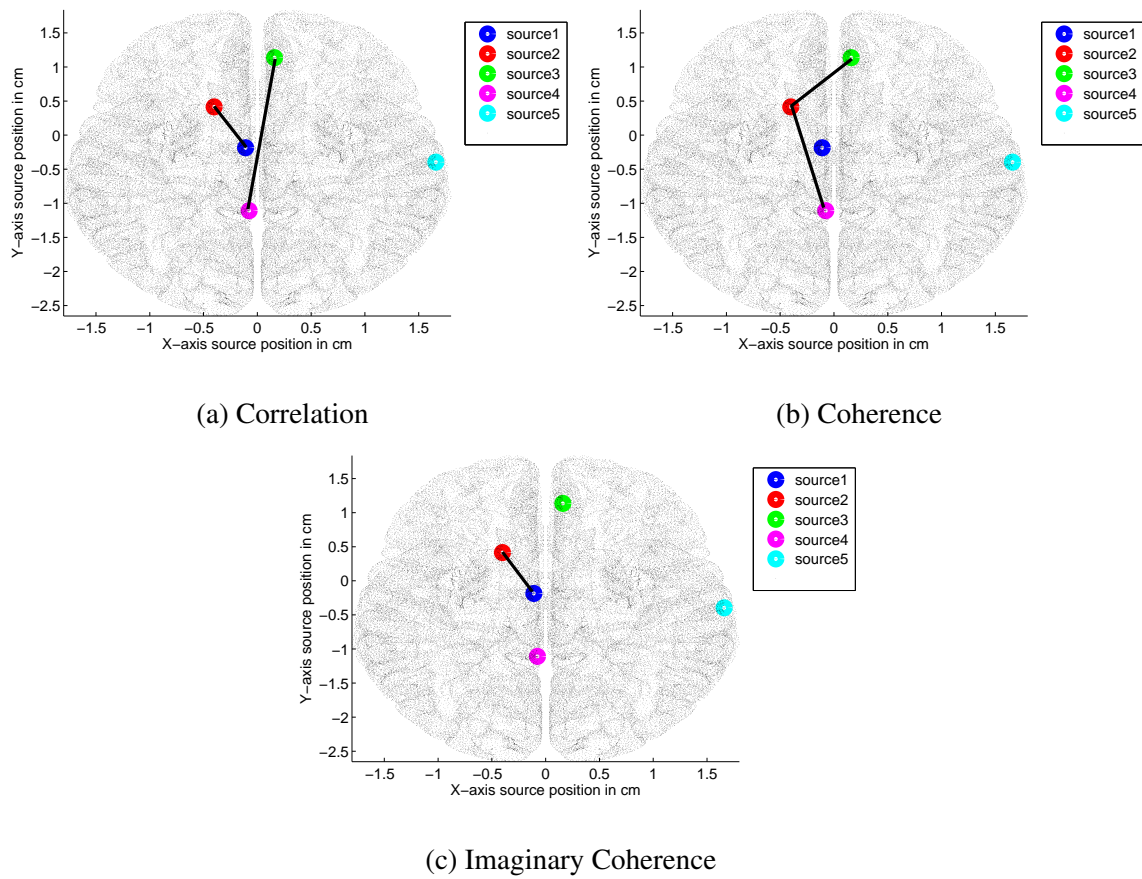 1.5
1
0.5
0
−0.5
−1
−1.5
−2
−2.5
Y−axis source position in cm
−1.5 −1 −0.5 0 0.5 1 1.5
X−axis source position in cm
source1
source2
source3
source4
source5
(a) Correlation
1.5
1
0.5
0
−0.5
−1
−1.5
−2
−2.5
Y−axis source position in cm
−1.5 −1 −0.5 0 0.5 1 1.5
X−axis source position in cm
source1
source2
source3
source4
source5
(b) Coherence
1.5
1
0.5
0
−0.5
−1
−1.5
−2
−2.5
Y−axis source position in cm
−1.5 −1 −0.5 0 0.5 1 1.5
X−axis source position in cm
source1
source2
source3
source4
source5
(c) Imaginary Coherence